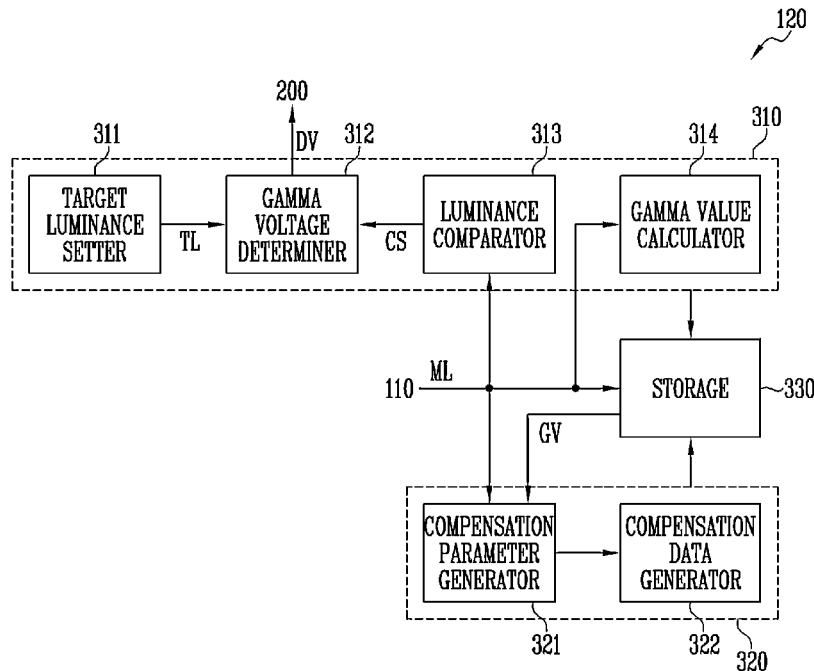 120
200
DV
311
312
313
314
310
TARGET
LUMINANCE
SETTER
TL
GAMMA
VOLTAGE
DETERMINER
CS
LUMINANCE
COMPARATOR
GAMMA VALUE
CALCULATOR
110
ML
STORAGE
330
GV
COMPENSATION
PARAMETER
GENERATOR
COMPENSATION
DATA
GENERATOR
321
322
320